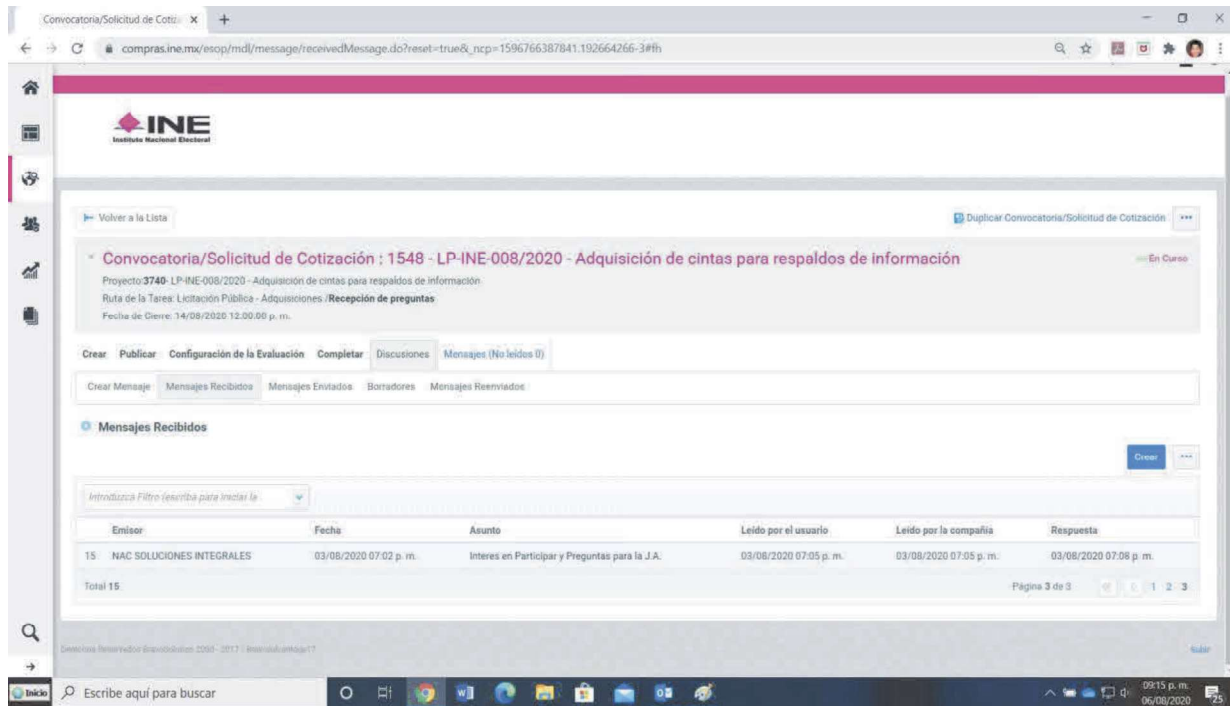 Convocatoria/Solicitud de Cotiz
compras.ine.mx/esop/mdl/message/receivedMessage.do?reset=true&_ncp=1596766387841.192664266-3#fh
INE
Instituto Nacional Electoral
Volver a la Lista
Duplicar Convocatoria/Solicitud de Cotización
Convocatoria/Solicitud de Cotización : 1548 - LP-INE-008/2020 - Adquisición de cintas para respaldos de información
En Curso
Proyecto:3740- LP-INE-008/2020 - Adquisición de cintas para respaldos de información
Ruta de la Tarea: Licitación Pública - Adquisiciones /Recepción de preguntas
Fecha de Cierre: 14/08/2020 12:00:00 p. m.
Crear Publicar Configuración de la Evaluación Completar Discusiones Mensajes (No leídos 0)
Crear Mensaje Mensajes Recibidos Mensajes Enviados Borradores Mensajes Reenviados
Mensajes Recibidos
Crear
Introduzca Filtro (escriba para iniciar la
Emisor Fecha Asunto Leído por el usuario Leído por la compañía Respuesta
15 NAC SOLUCIONES INTEGRALES 03/08/2020 07:02 p. m. Interes en Participar y Preguntas para la J.A. 03/08/2020 07:05 p. m. 03/08/2020 07:05 p. m. 03/08/2020 07:08 p. m.
Total 15
Página 3 de 3 1 2 3
Subir
Inicio
Escribe aquí para buscar
09:15 p. m.
06/08/2020
25